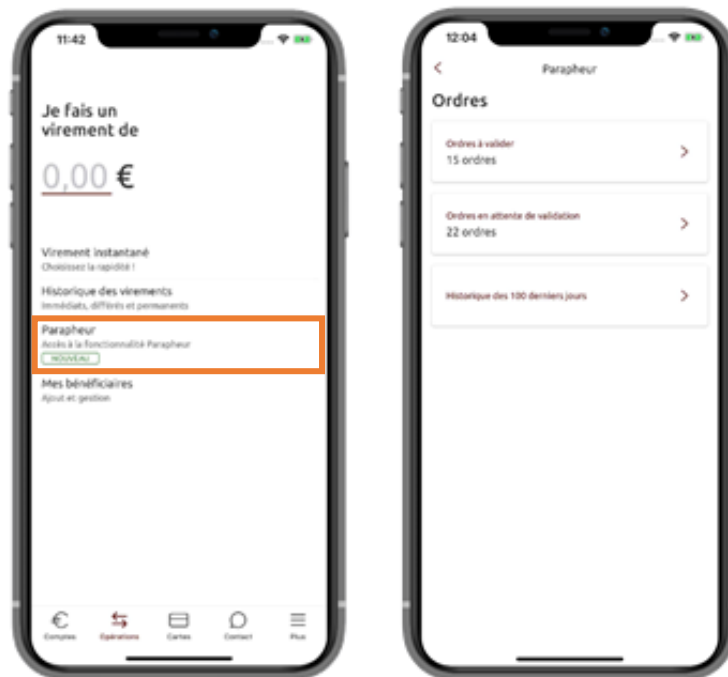 11:42
Je fais un
virement de
0,00 €
Virement instantané
Choisissez la rapidité !
Historique des virements
Immédiats, différés et permanents
Parapheur
Accès à la fonctionnalité Parapheur
NOUVEAU
Mes bénéficiaires
Ajout et gestion
Comptes Opérations Cartes Contact Plus
12:04
Parapheur
Ordres
Ordres à valider
15 ordres
Ordres en attente de validation
22 ordres
Historique des 100 derniers jours